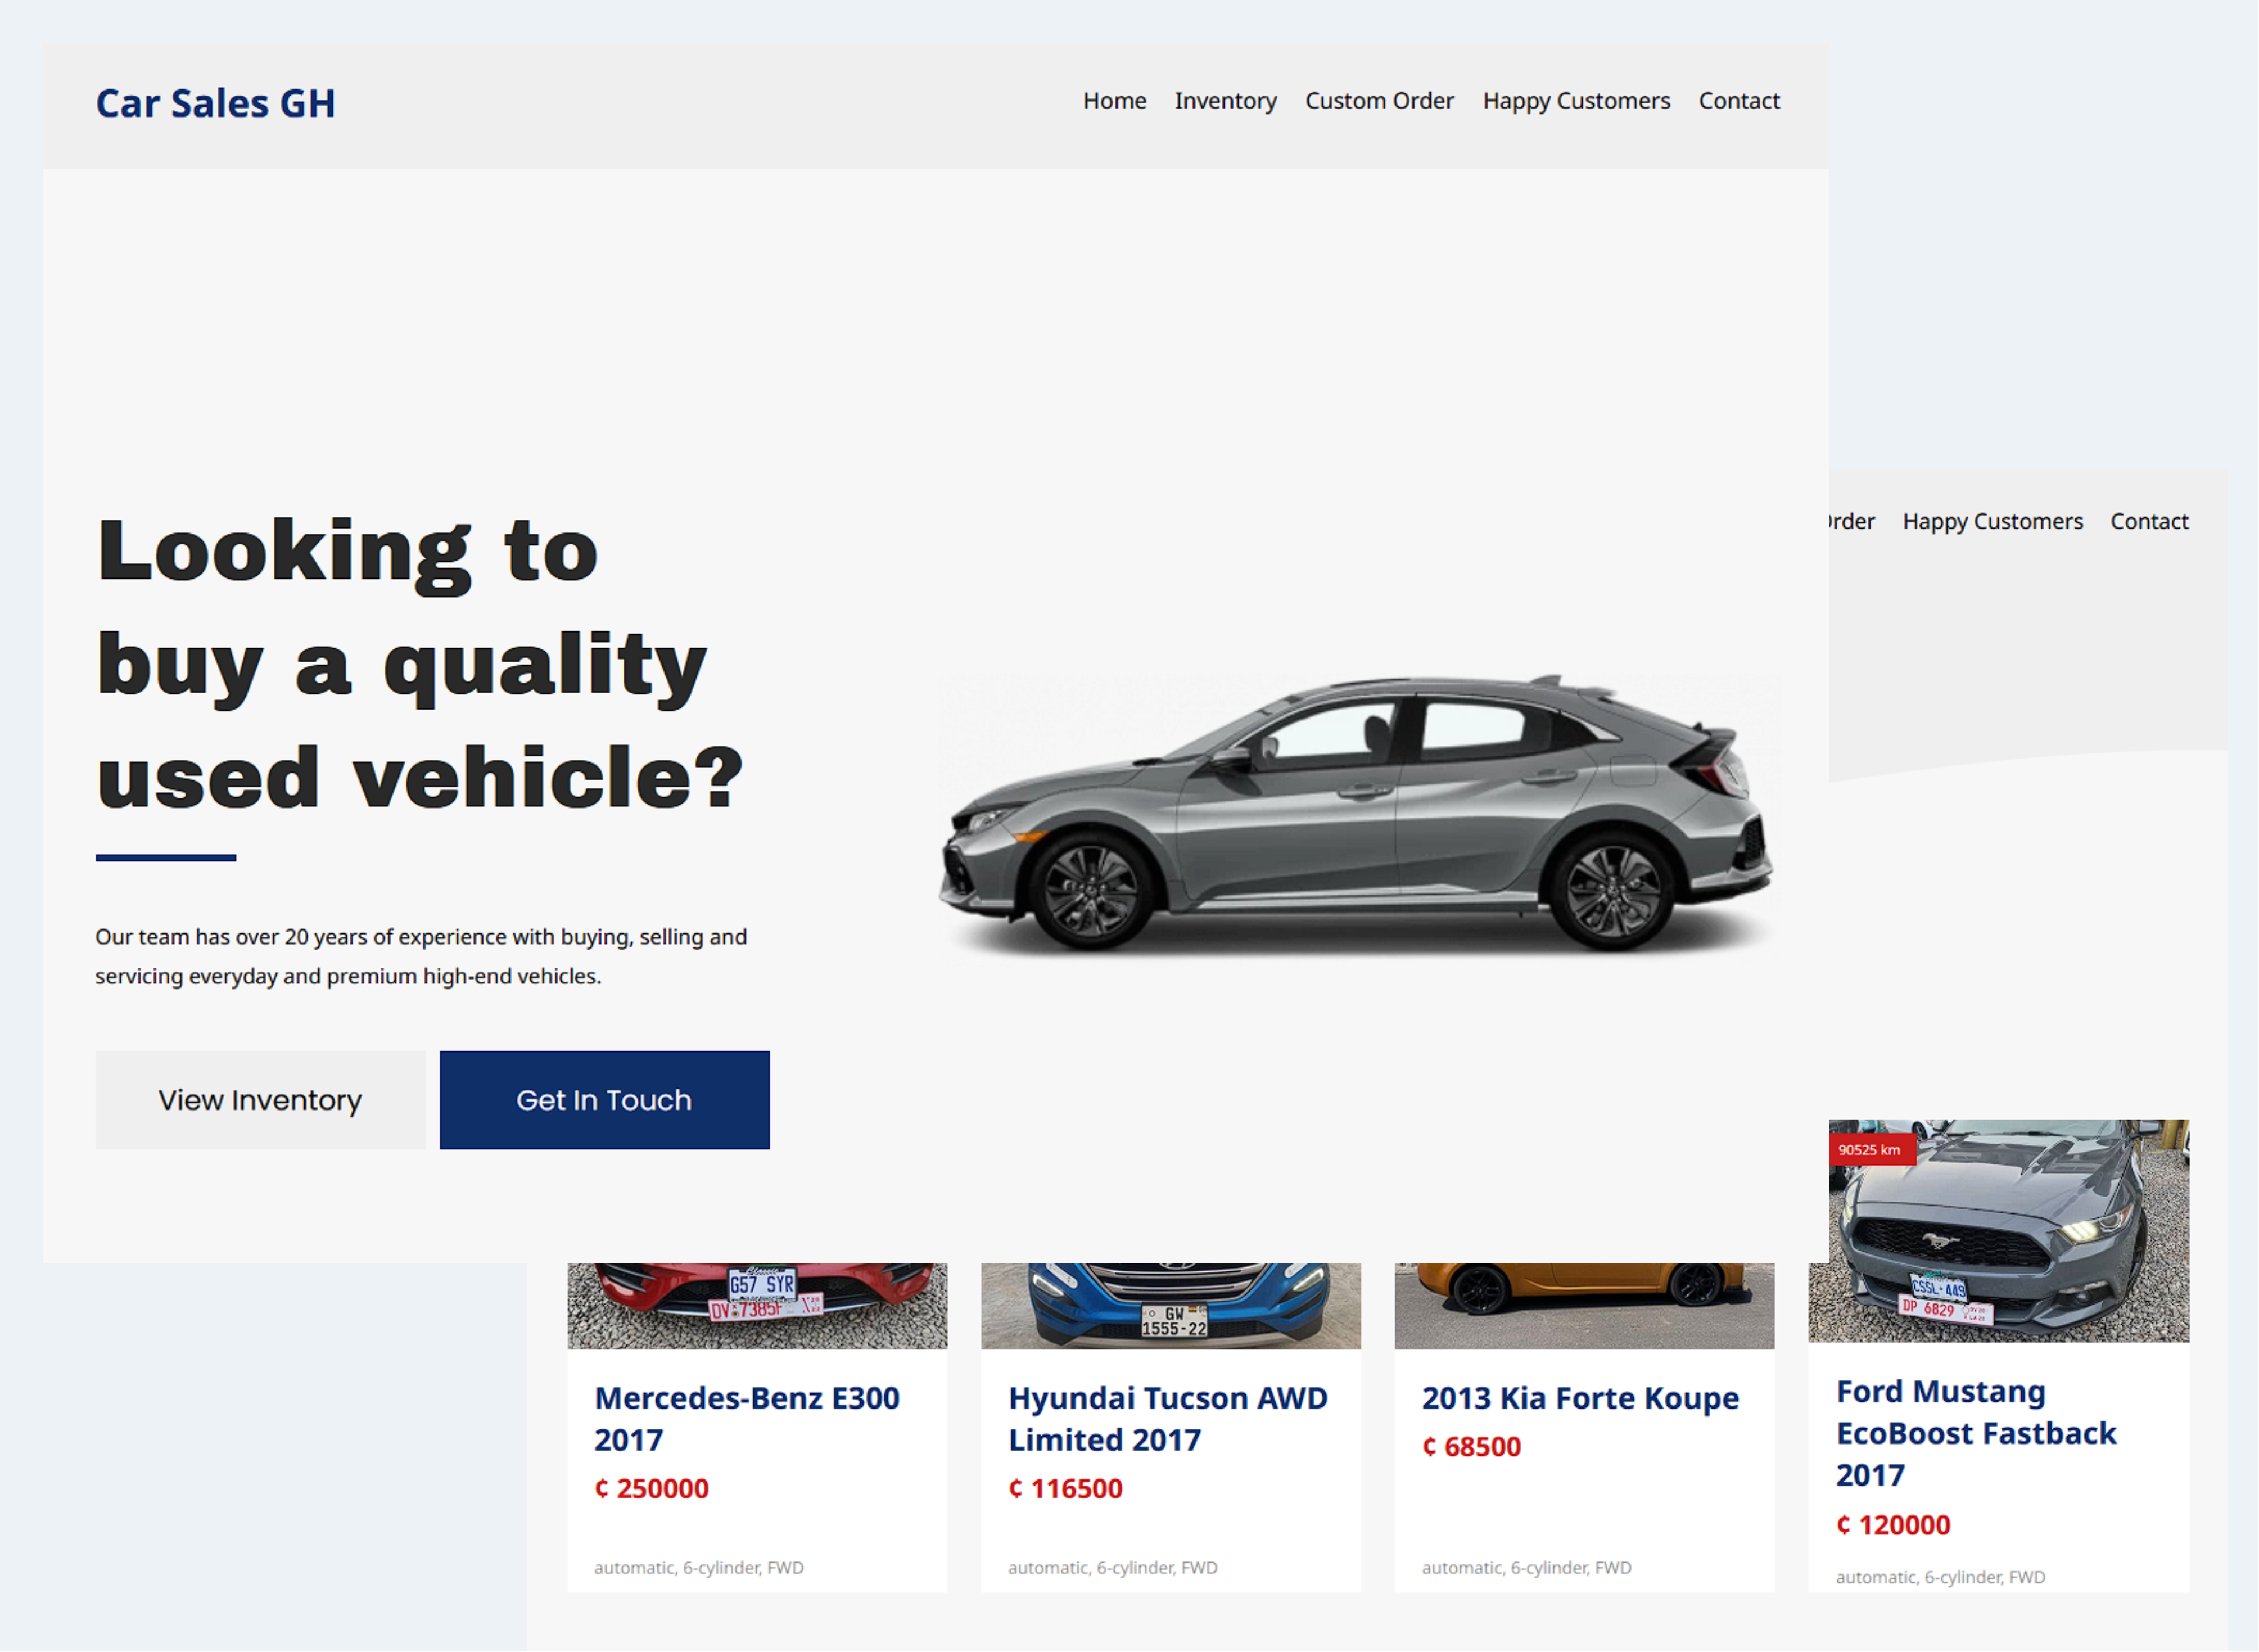 Car Sales GH
Home Inventory Custom Order Happy Customers Contact
Looking to
buy a quality
used vehicle?
Our team has over 20 years of experience with buying, selling and
servicing everyday and premium high-end vehicles.
View Inventory
Get In Touch
Happy Customers Contact
90525 km
G57 SYR
GW
1555-22
CSSL-449
DP 6829
Mercedes-Benz E300
2017
₵ 250000
automatic, 6-cylinder, FWD
Hyundai Tucson AWD
Limited 2017
₵ 116500
automatic, 6-cylinder, FWD
2013 Kia Forte Koupe
₵ 68500
automatic, 6-cylinder, FWD
Ford Mustang
EcoBoost Fastback
2017
₵ 120000
automatic, 6-cylinder, FWD